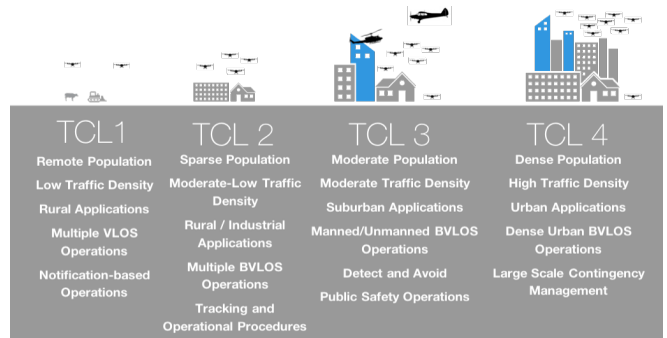 TCL1
Remote Population
Low Traffic Density
Rural Applications
Multiple VLOS
Operations
Notification-based
Operations
TCL 2
Sparse Population
Moderate-Low Traffic
Density
Rural / Industrial
Applications
Multiple BVLOS
Operations
Tracking and
Operational Procedures
TCL 3
Moderate Population
Moderate Traffic Density
Suburban Applications
Manned/Unmanned BVLOS
Operations
Detect and Avoid
Public Safety Operations
TCL 4
Dense Population
High Traffic Density
Urban Applications
Dense Urban BVLOS
Operations
Large Scale Contingency
Management